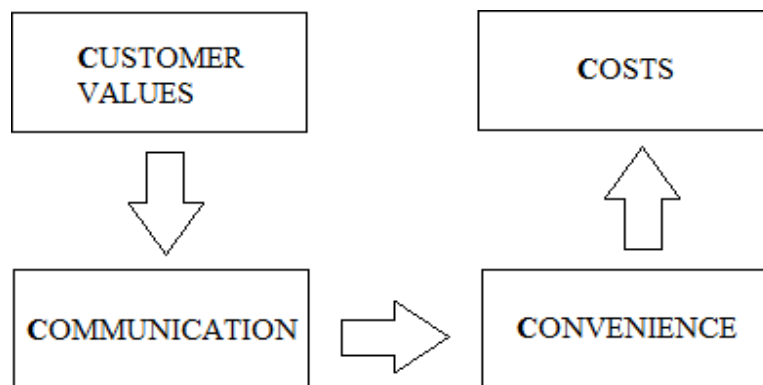 CUSTOMER
VALUES
COSTS
COMMUNICATION
CONVENIENCE